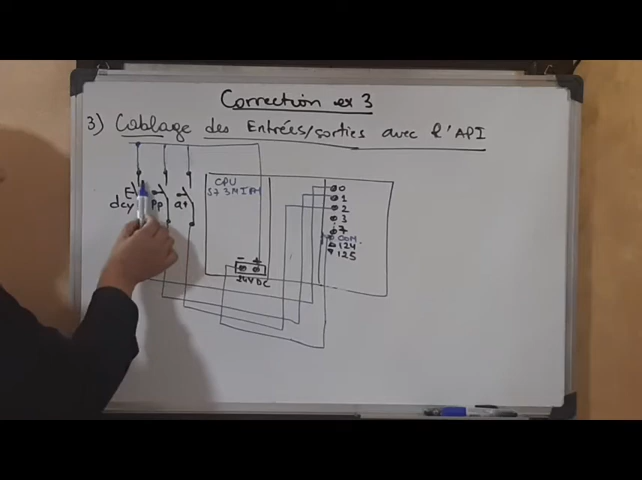 Correction ex 3
3) Cablage des Entrées/sorties avec l'API
CPU
0
1
E
dcy
pp
at
2
3
7
COM.
124
125
- +
24VDC